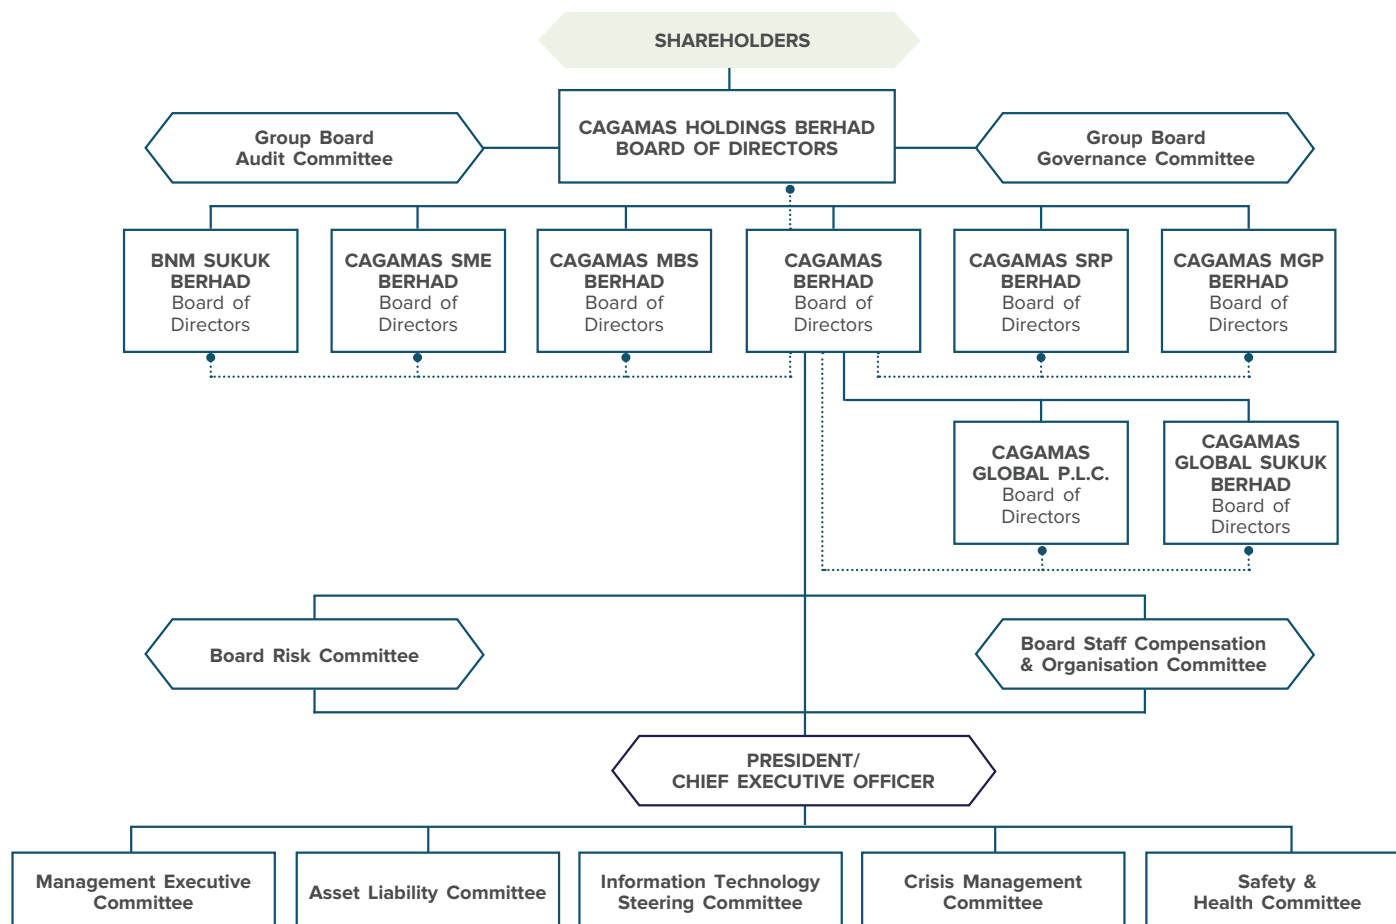 SHAREHOLDERS
CAGAMAS HOLDINGS BERHAD
BOARD OF DIRECTORS
Group Board
Audit Committee
Group Board
Governance Committee
BNM SUKUK
BERHAD
Board of
Directors
CAGAMAS SME
BERHAD
Board of
Directors
CAGAMAS MBS
BERHAD
Board of
Directors
CAGAMAS
BERHAD
Board of
Directors
CAGAMAS SRP
BERHAD
Board of
Directors
CAGAMAS MGP
BERHAD
Board of
Directors
CAGAMAS
GLOBAL P.L.C.
Board of
Directors
CAGAMAS
GLOBAL SUKUK
BERHAD
Board of
Directors
Board Risk Committee
Board Staff Compensation
& Organisation Committee
PRESIDENT/
CHIEF EXECUTIVE OFFICER
Management Executive
Committee
Asset Liability Committee
Information Technology
Steering Committee
Crisis Management
Committee
Safety &
Health Committee